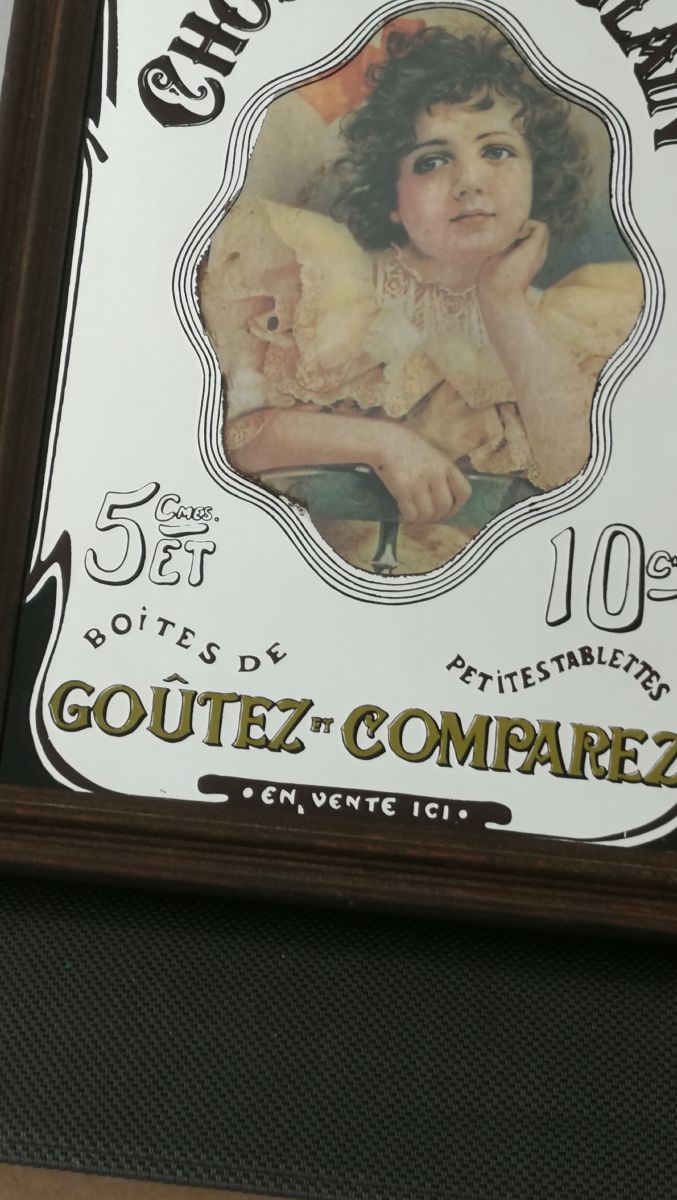 5 CMES. ET
10
BOiTES DE
PETiTES TABLETTES
GOÛTEZ ET COMPAREZ
• EN VENTE ICI •